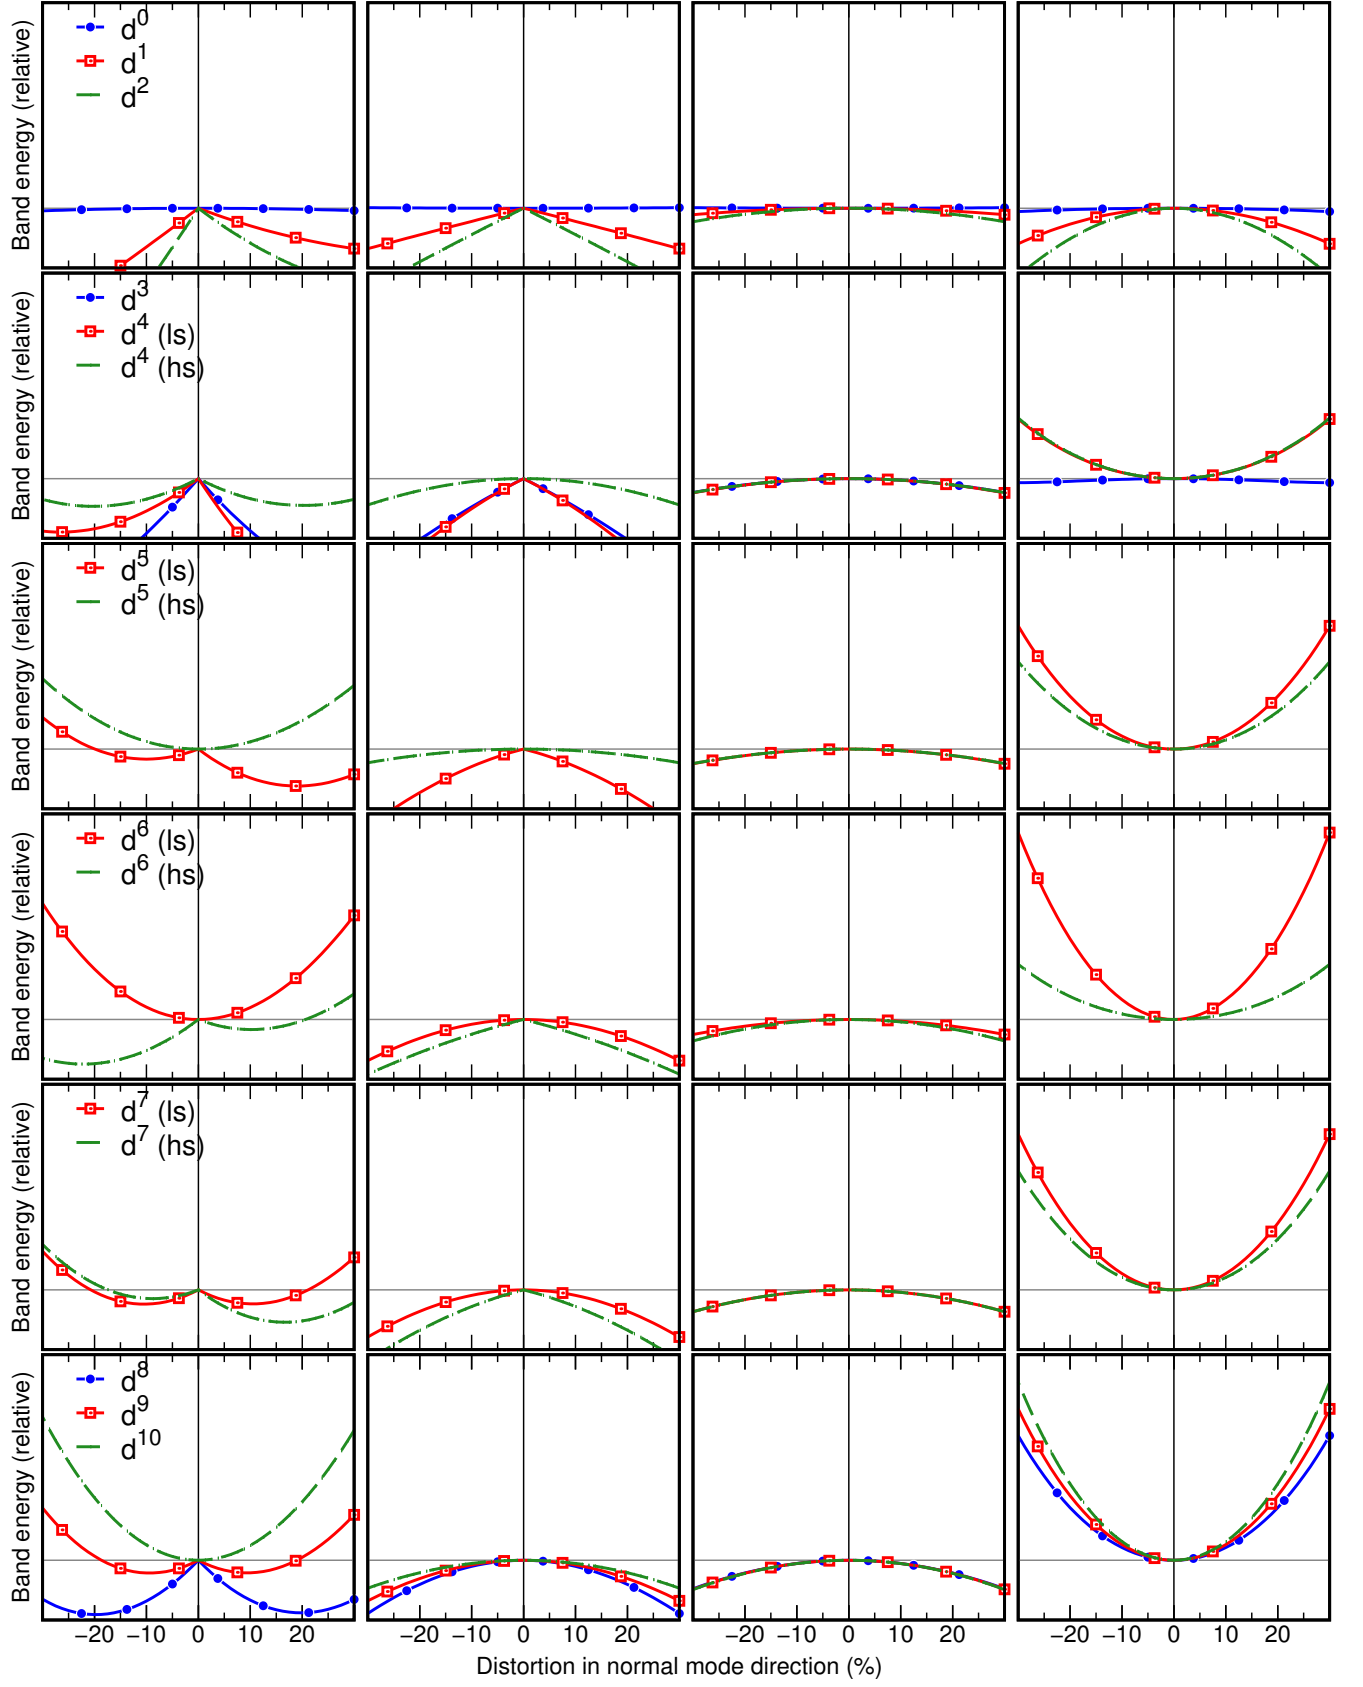 Band energy (relative)
d0
d1
d2
Band energy (relative)
d3
d4 (ls)
d4 (hs)
Band energy (relative)
d5 (ls)
d5 (hs)
Band energy (relative)
d6 (ls)
d6 (hs)
Band energy (relative)
d7 (ls)
d7 (hs)
Band energy (relative)
d8
d9
d10
−20 −10 0 10 20 −20 −10 0 10 20 −20 −10 0 10 20 −20 −10 0 10 20
Distortion in normal mode direction (%)